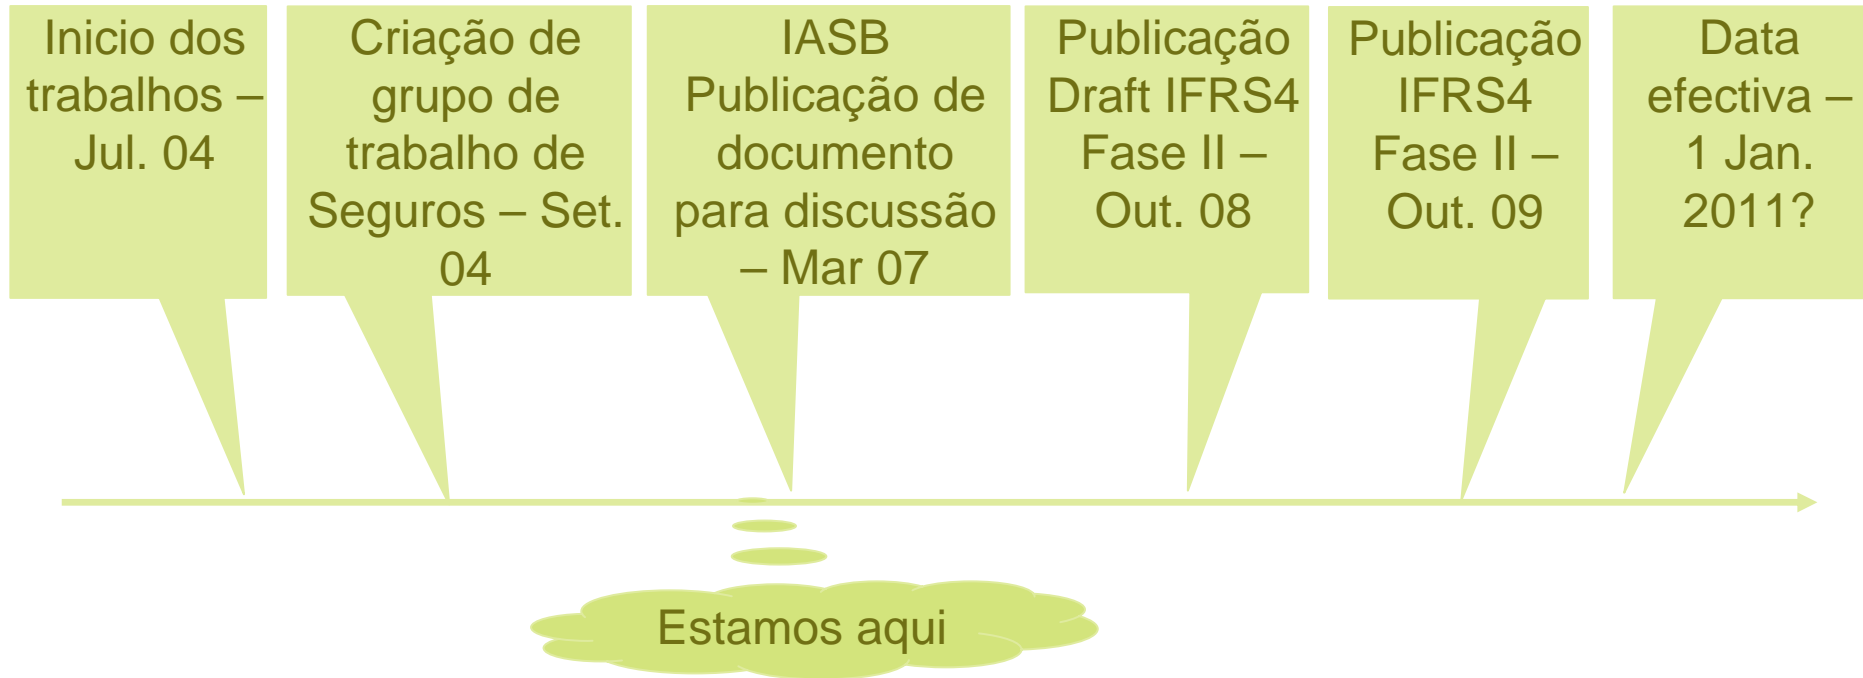 Inicio dos
trabalhos –
Jul. 04
Criação de
grupo de
trabalho de
Seguros – Set.
04
IASB
Publicação de
documento
para discussão
– Mar 07
Publicação
Draft IFRS4
Fase II –
Out. 08
Publicação
IFRS4
Fase II –
Out. 09
Data
efectiva –
1 Jan.
2011?
Estamos aqui